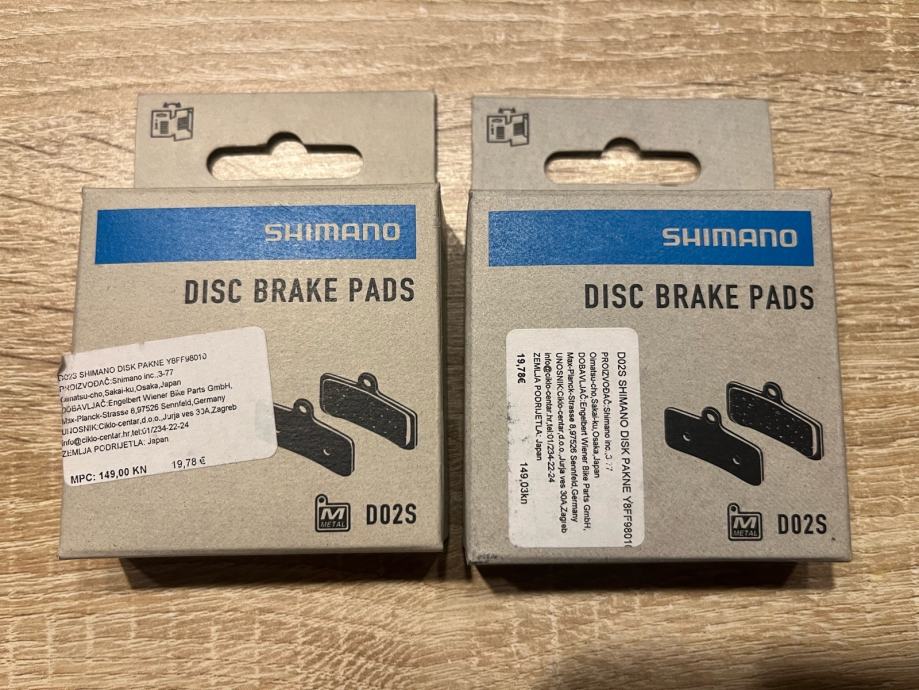 SHIMANO
DISC BRAKE PADS
D02S SHIMANO DISK PAKNE Y8FF98010
PROIZVOĐAČ:Shimano inc.,3-77
Oinatsu-cho,Sakai-ku,Osaka,Japan
DOBAVLJAČ:Engelbert Wiener Bike Parts GmbH,
Max-Planck-Strasse 8,97526 Sennfeld,Germany
UNOSNIK:Ciklo-centar,d.o.o.,Jurja ves 30A,Zagreb
info@ciklo-centar.hr,tel:01/234-22-24
ZEMLJA PODRIJETLA: Japan
MPC: 149,00 KN 19,78 €
M
METAL
D02S
SHIMANO
DISC BRAKE PADS
D02S SHIMANO DISK PAKNE Y8FF98010
PROIZVOĐAČ:Shimano inc.,3-77
Oinatsu-cho,Sakai-ku,Osaka,Japan
DOBAVLJAČ:Engelbert Wiener Bike Parts GmbH,
Max-Planck-Strasse 8,97526 Sennfeld,Germany
UNOSNIK:Ciklo-centar,d.o.o.,Jurja ves 30A,Zagreb
info@ciklo-centar.hr,tel:01/234-22-24
ZEMLJA PODRIJETLA: Japan
19,78€ 149,03kn
M
METAL
D02S